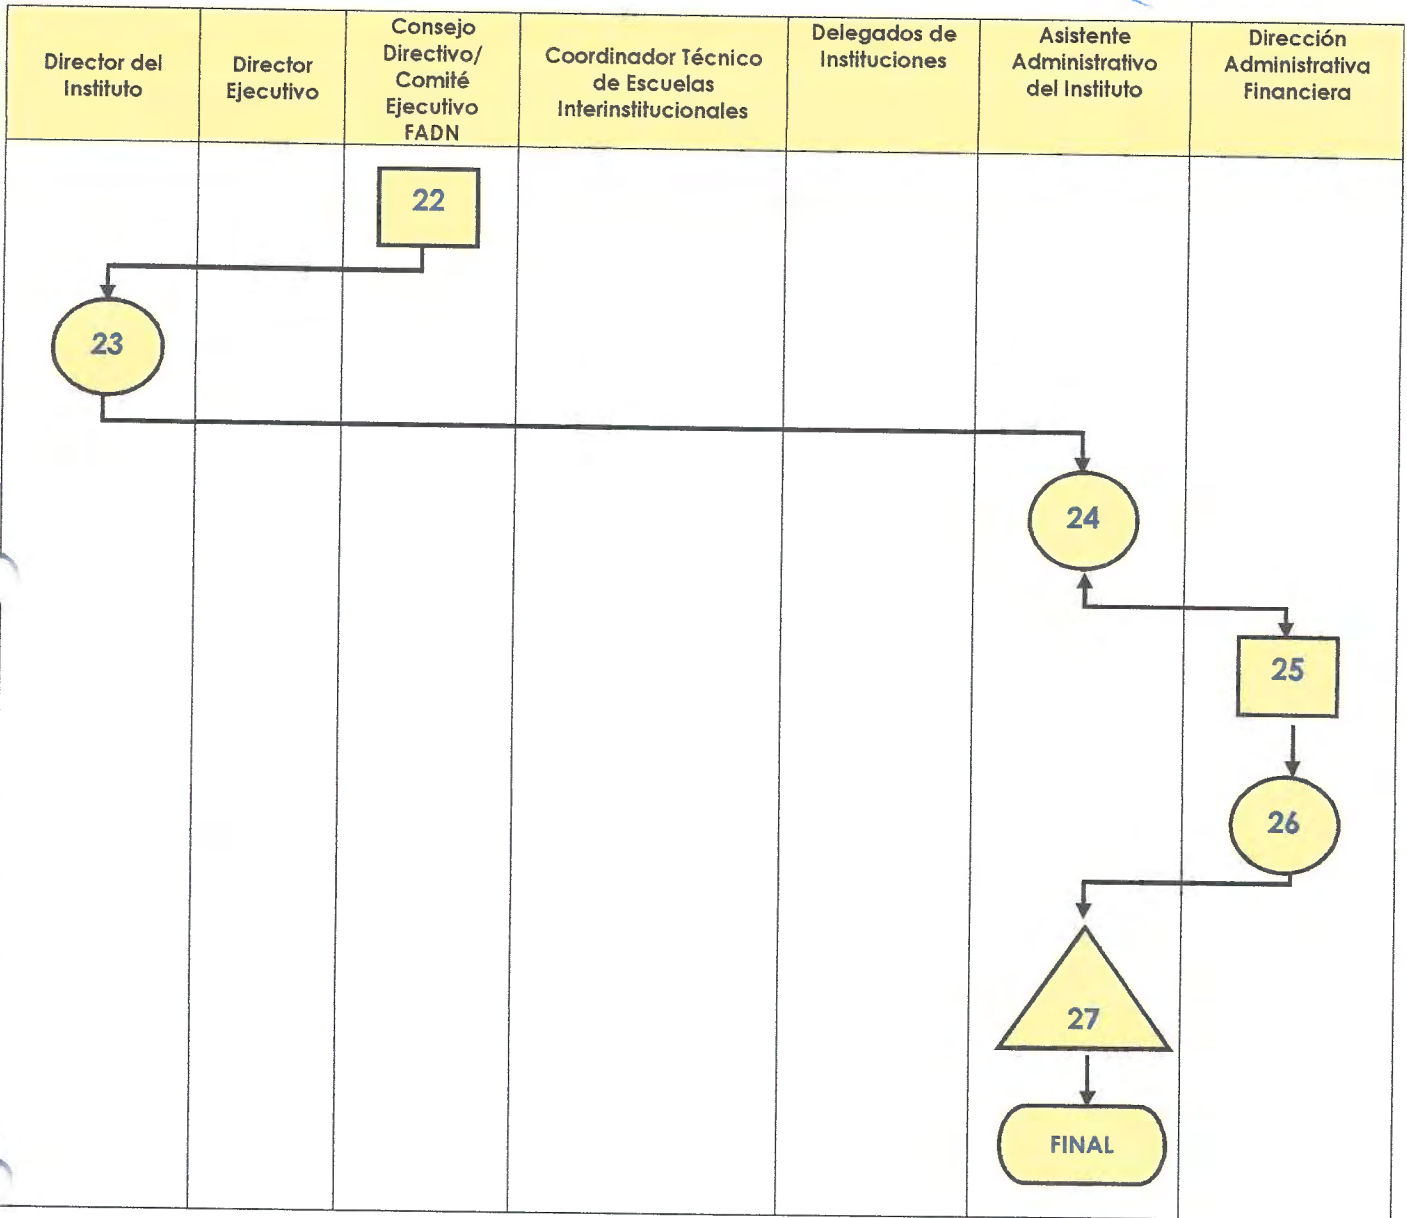 Director del
Instituto
Director
Ejecutivo
Consejo
Directivo/
Comité
Ejecutivo
FADN
Coordinador Técnico
de Escuelas
Interinstitucionales
Delegados de
Instituciones
Asistente
Administrativo
del Instituto
Dirección
Administrativa
Financiera
22
23
24
25
26
27
FINAL